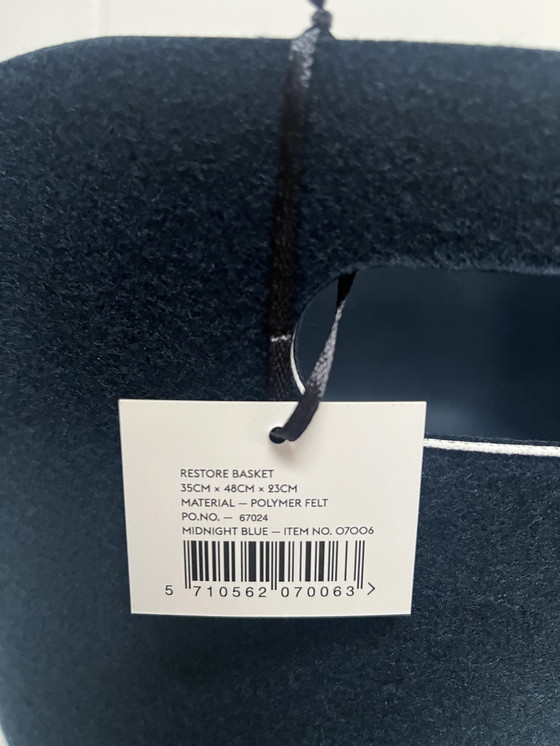 RESTORE BASKET
35CM × 48CM × 23CM
MATERIAL — POLYMER FELT
PO.NO. — 67024
MIDNIGHT BLUE — ITEM NO. 07006
5 710562 070063 >